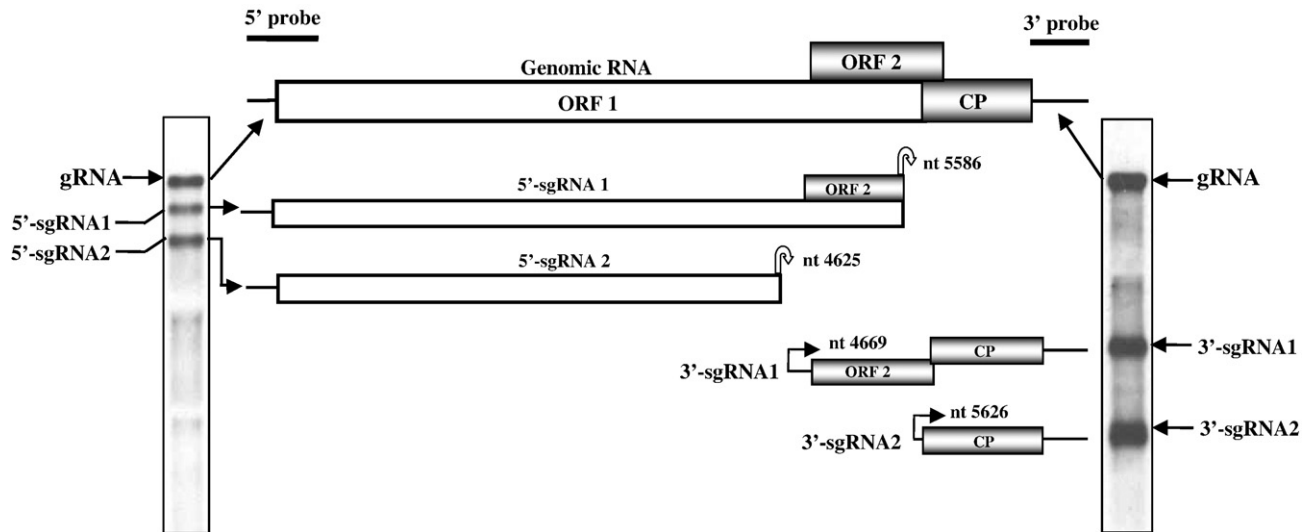 5’ probe
3’ probe
Genomic RNA
ORF 2
ORF 1
CP
gRNA
gRNA
5’-sgRNA 1
ORF 2
nt 5586
5’-sgRNA1
5’-sgRNA2
5’-sgRNA 2
nt 4625
nt 4669
CP
3’-sgRNA1
ORF 2
3’-sgRNA1
nt 5626
3’-sgRNA2
CP
3’-sgRNA2